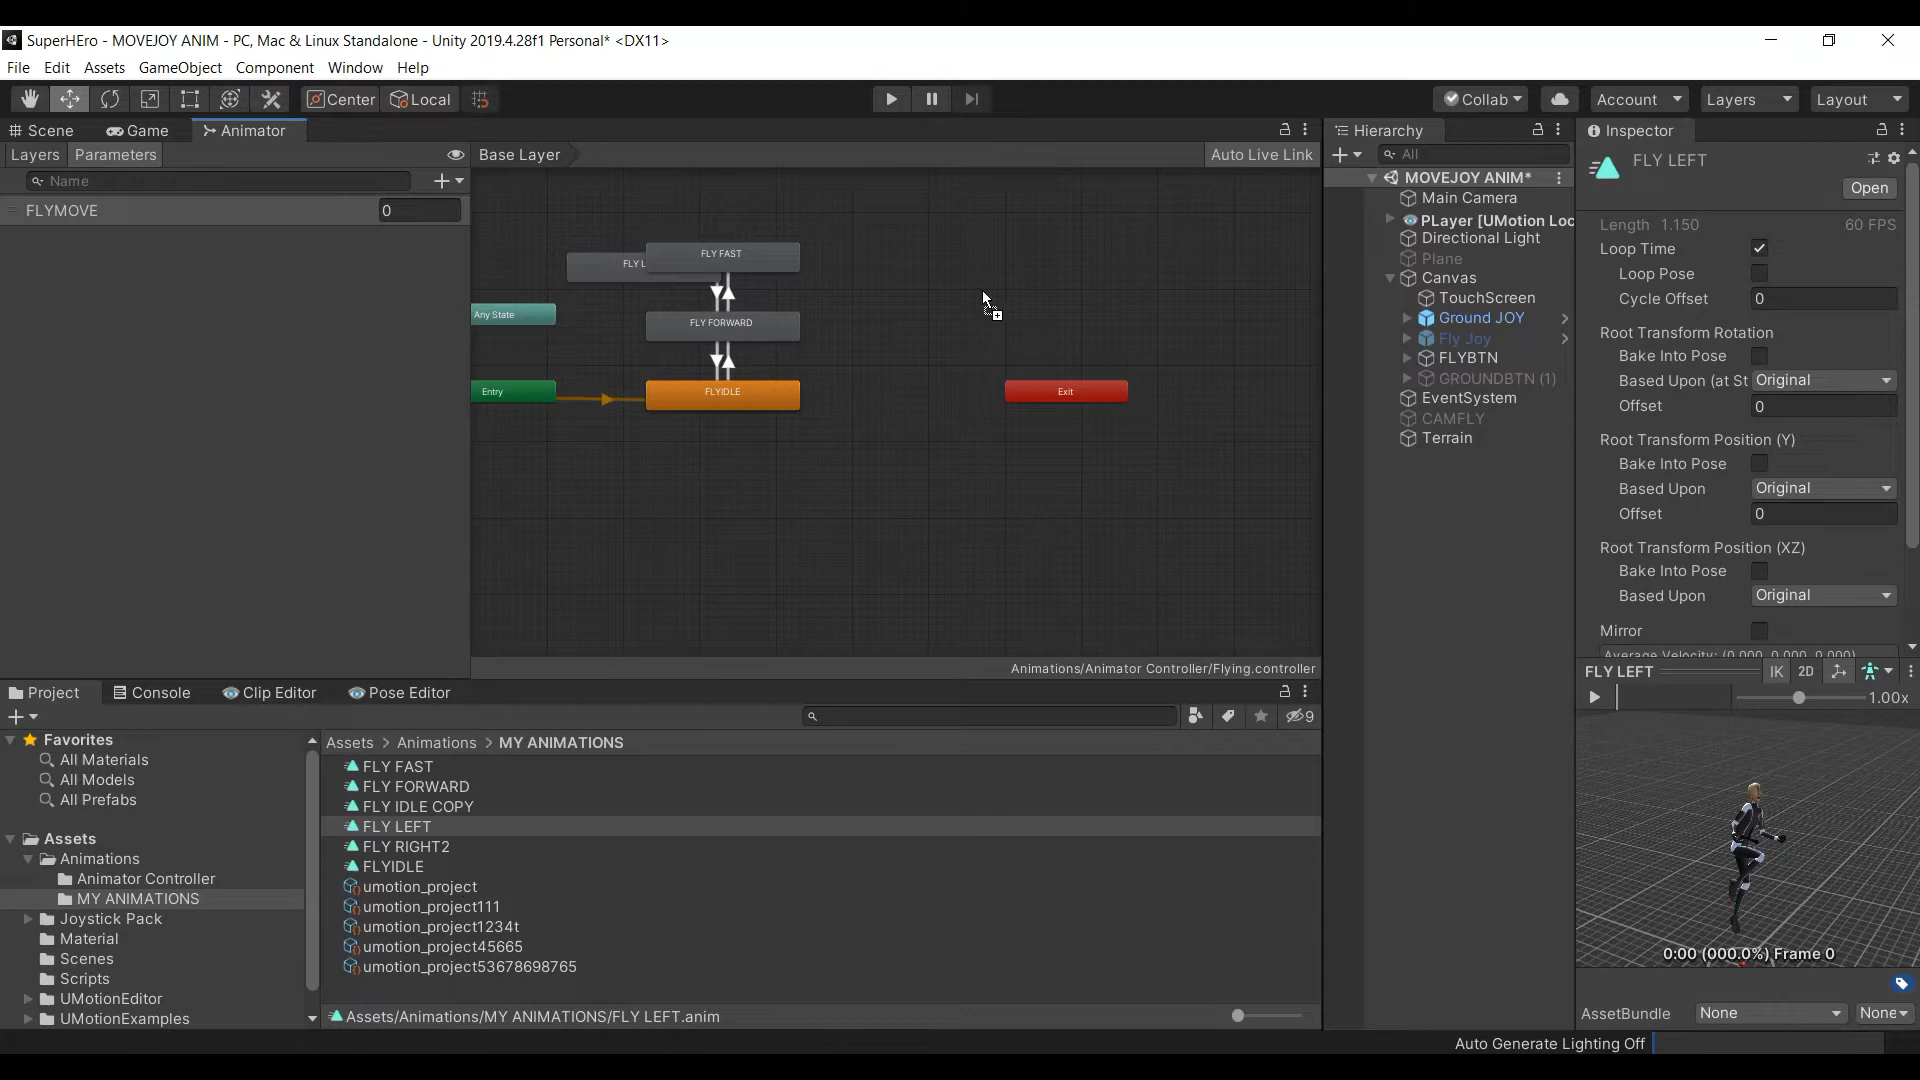 SuperHEro - MOVEJOY ANIM - PC, Mac & Linux Standalone - Unity 2019.4.28f1 Personal* <DX11>
File Edit Assets GameObject Component Window Help
Center Local Collab Account Layers Layout
Scene Game Animator
Layers Parameters
Base Layer Auto Live Link
Name
FLYMOVE 0
FLY FAST
FLY L
Any State
FLY FORWARD
Entry
FLYIDLE
Exit
Animations/Animator Controller/Flying.controller
Hierarchy
All
MOVEJOY ANIM*
Main Camera
PLayer [UMotion Loc
Directional Light
Plane
Canvas
TouchScreen
Ground JOY
Fly Joy
FLYBTN
GROUNDBTN (1)
EventSystem
CAMFLY
Terrain
Inspector
FLY LEFT
Open
Length 1.150 60 FPS
Loop Time
Loop Pose
Cycle Offset 0
Root Transform Rotation
Bake Into Pose
Based Upon (at St Original
Offset 0
Root Transform Position (Y)
Bake Into Pose
Based Upon Original
Offset 0
Root Transform Position (XZ)
Bake Into Pose
Based Upon Original
Mirror
FLY LEFT IK 2D
1.00x
0:00 (000.0%) Frame 0
AssetBundle None None
Project Console Clip Editor Pose Editor
9
Favorites
All Materials
All Models
All Prefabs
Assets
Animations
Animator Controller
MY ANIMATIONS
Joystick Pack
Material
Scenes
Scripts
UMotionEditor
UMotionExamples
Assets > Animations > MY ANIMATIONS
FLY FAST
FLY FORWARD
FLY IDLE COPY
FLY LEFT
FLY RIGHT2
FLYIDLE
umotion_project
umotion_project111
umotion_project1234t
umotion_project45665
umotion_project53678698765
Assets/Animations/MY ANIMATIONS/FLY LEFT.anim
Auto Generate Lighting Off